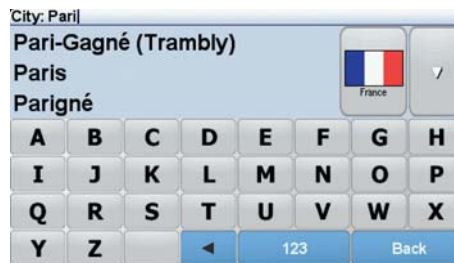 City: Pari
Pari-Gagné (Trambly)
Paris
Parigné
France
A B C D E F G H
I J K L M N O P
Q R S T U V W X
Y Z 123 Back